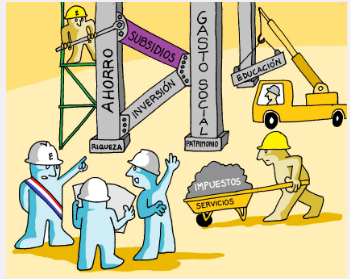 E
SUBSIDIOS
AHORRO
INVERSIÓN
GASTO SOCIAL
EDUCACIÓN
RIQUEZA
PATRIMONIO
E
IMPUESTOS
SERVICIOS